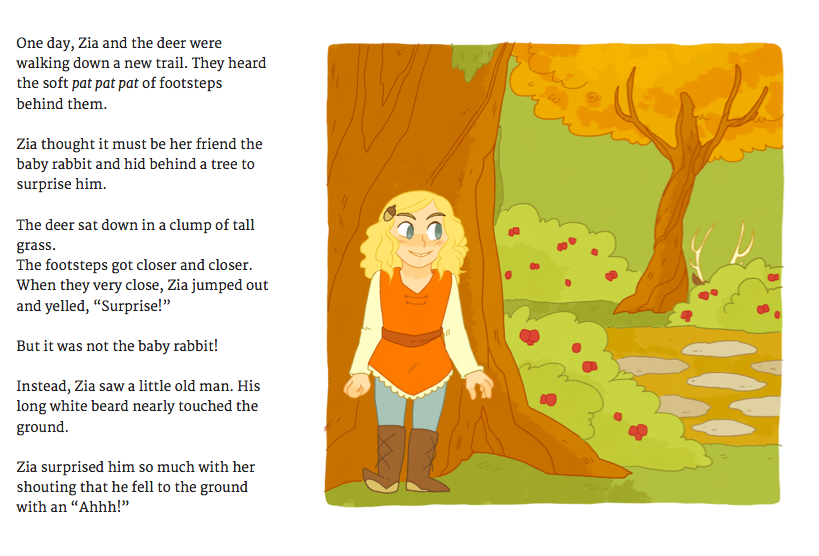 One day, Zia and the deer were
walking down a new trail. They heard
the soft pat pat pat of footsteps
behind them.
Zia thought it must be her friend the
baby rabbit and hid behind a tree to
surprise him.
The deer sat down in a clump of tall
grass.
The footsteps got closer and closer.
When they very close, Zia jumped out
and yelled, “Surprise!”
But it was not the baby rabbit!
Instead, Zia saw a little old man. His
long white beard nearly touched the
ground.
Zia surprised him so much with her
shouting that he fell to the ground
with an “Ahhh!”